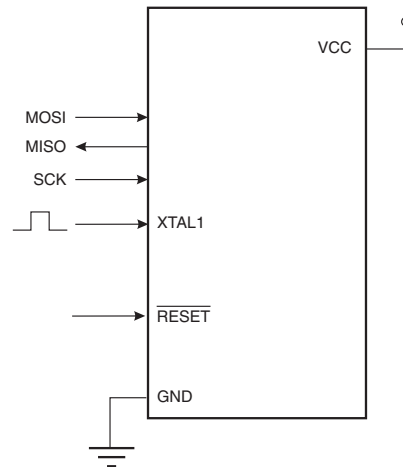 VCC
MOSI
MISO
SCK
XTAL1
RESET
GND